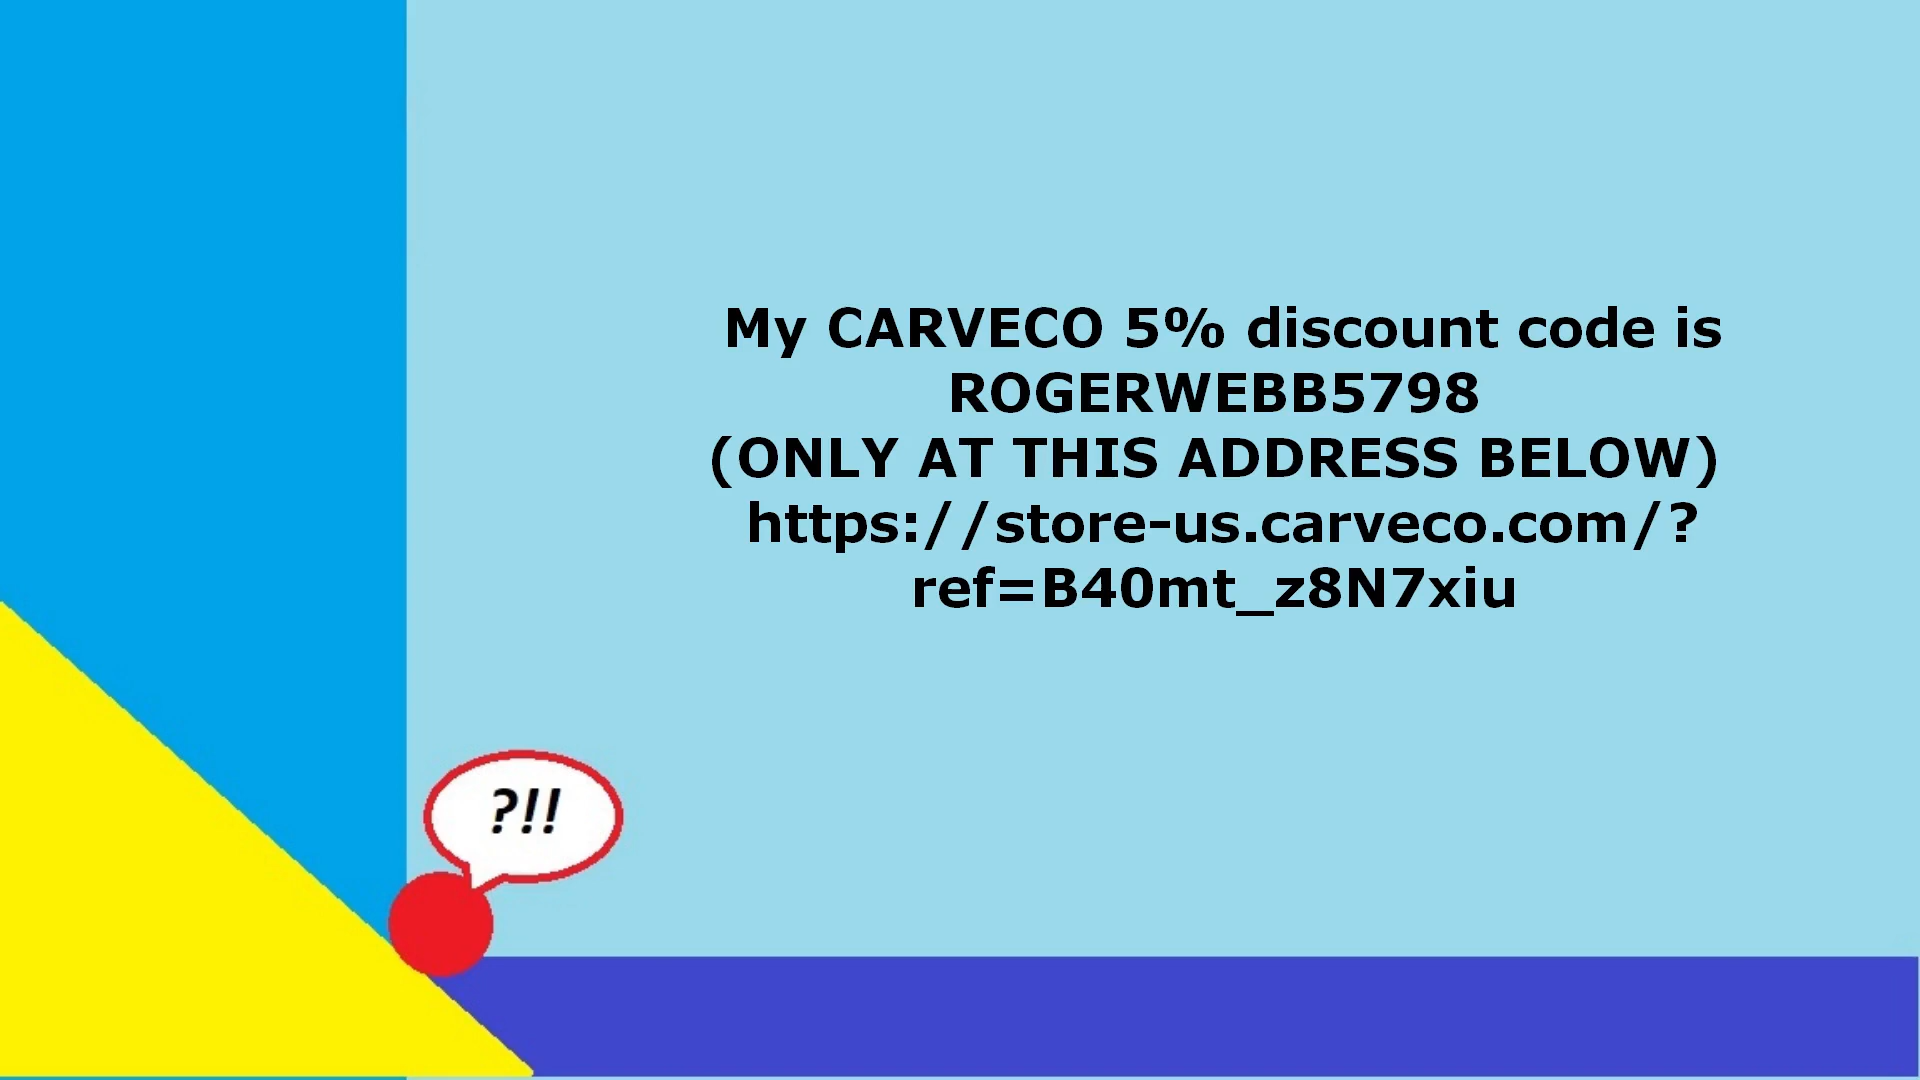 My CARVECO 5% discount code is
ROGERWEBB5798
(ONLY AT THIS ADDRESS BELOW)
https://store-us.carveco.com/?
ref=B40mt_z8N7xiu
?!!